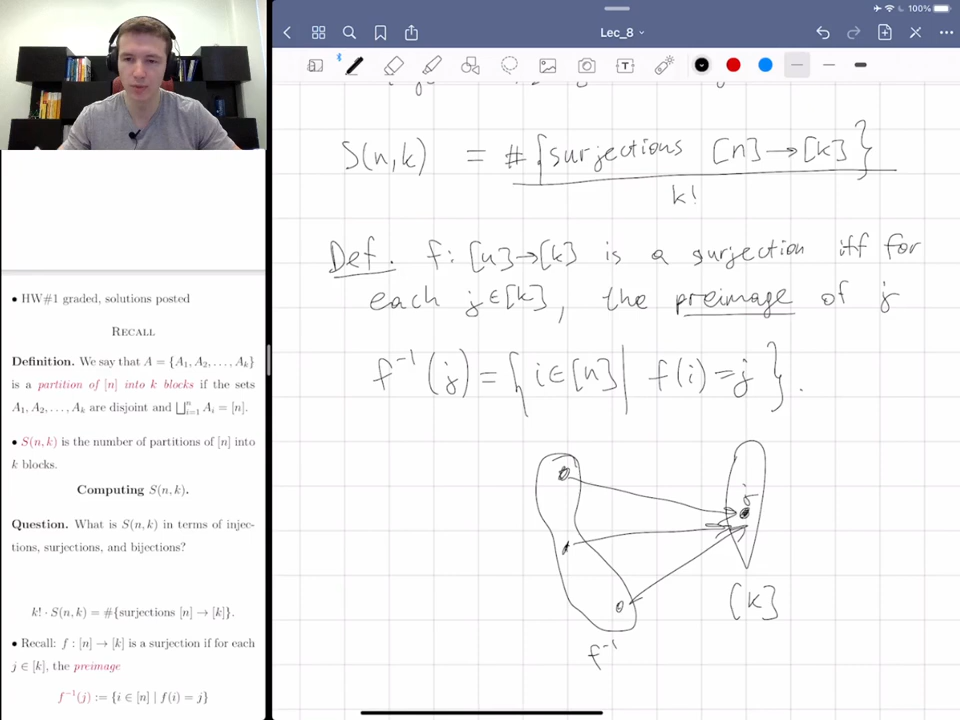 100%
Lec_8
S(n,k) = #{surjections [n]→[k]}
k!
Def. f: [n]→[k] is a surjection iff for
each j∈[k], the preimage of j
f⁻¹(j) = {i∈[n] | f(i)=j}.
j
[k]
f⁻¹
• HW#1 graded, solutions posted
RECALL
Definition. We say that A = {A₁, A₂, . . . , Aₖ}
is a partition of [n] into k blocks if the sets
A₁, A₂, . . . , Aₖ are disjoint and ⨆ⁿᵢ₌₁ Aᵢ = [n].
• S(n, k) is the number of partitions of [n] into
k blocks.
Computing S(n, k).
Question. What is S(n, k) in terms of injec-
tions, surjections, and bijections?
k! · S(n, k) = #{surjections [n] → [k]}.
• Recall: f : [n] → [k] is a surjection if for each
j ∈ [k], the preimage
f⁻¹(j) := {i ∈ [n] | f(i) = j}